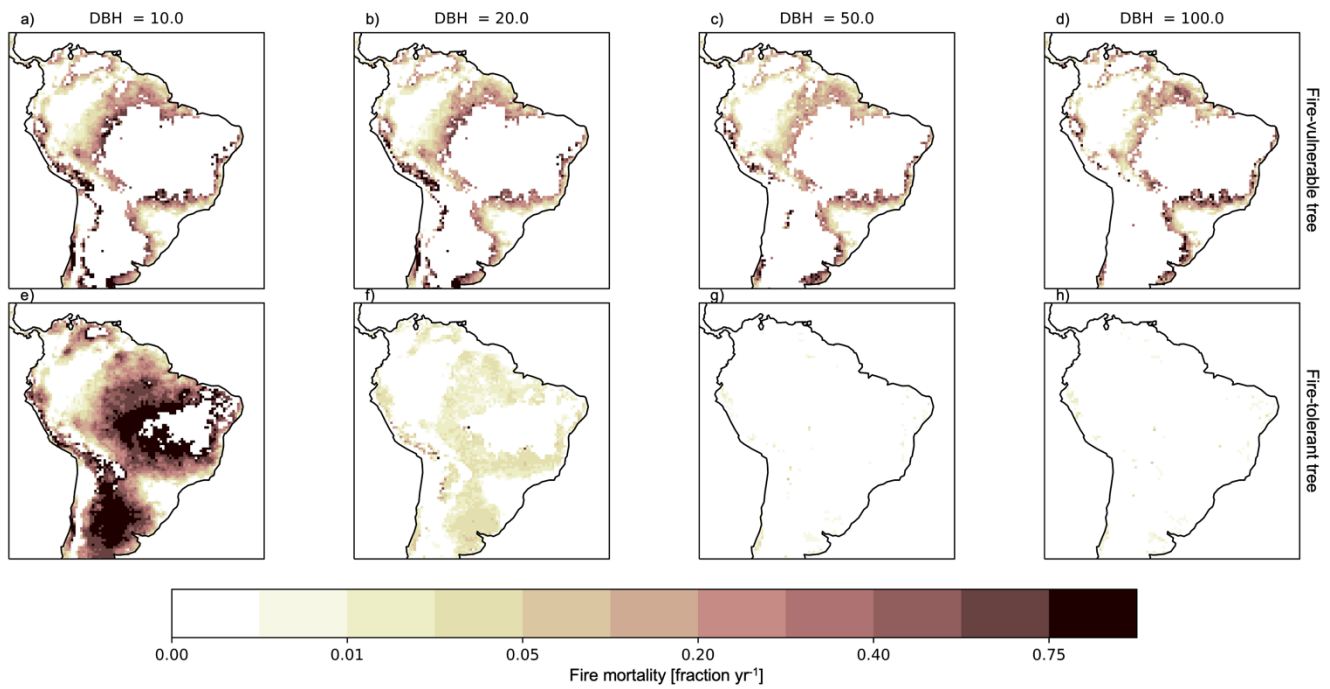 a) DBH = 10.0
b) DBH = 20.0
c) DBH = 50.0
d) DBH = 100.0
Fire-vulnerable tree
e)
f)
g)
h)
Fire-tolerant tree
0.00 0.01 0.05 0.20 0.40 0.75
Fire mortality [fraction yr⁻¹]